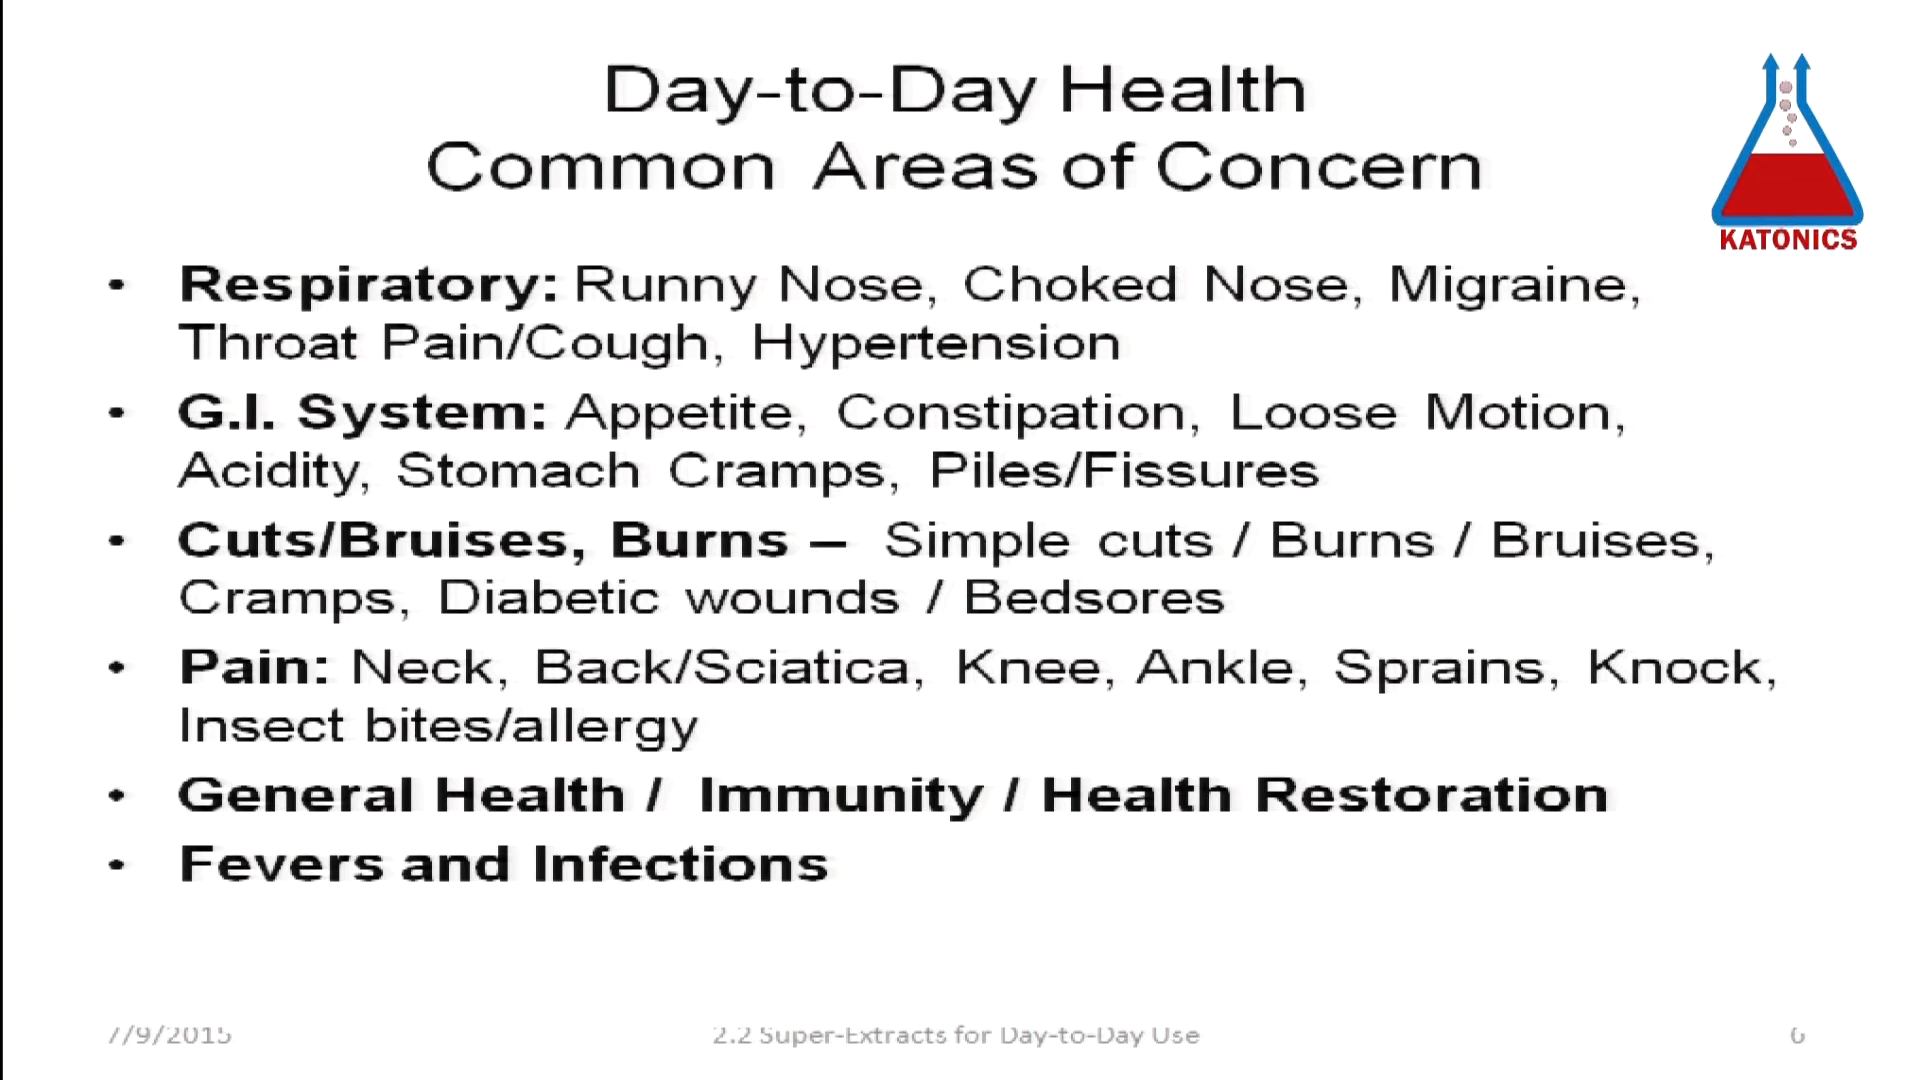 Day-to-Day Health
Common Areas of Concern
KATONICS
• Respiratory: Runny Nose, Choked Nose, Migraine,
Throat Pain/Cough, Hypertension
• G.I. System: Appetite, Constipation, Loose Motion,
Acidity, Stomach Cramps, Piles/Fissures
• Cuts/Bruises, Burns – Simple cuts / Burns / Bruises,
Cramps, Diabetic wounds / Bedsores
• Pain: Neck, Back/Sciatica, Knee, Ankle, Sprains, Knock,
Insect bites/allergy
• General Health / Immunity / Health Restoration
• Fevers and Infections
7/9/2015
2.2 Super-Extracts for Day-to-Day Use
6